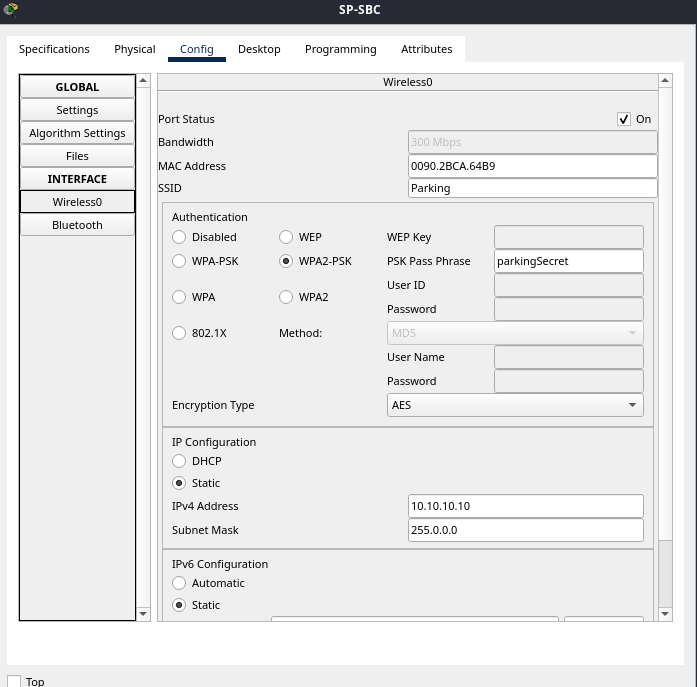 SP-SBC
Specifications Physical Config Desktop Programming Attributes
GLOBAL
Settings
Algorithm Settings
Files
INTERFACE
Wireless0
Bluetooth
Wireless0
Port Status On
Bandwidth 300 Mbps
MAC Address 0090.2BCA.64B9
SSID Parking
Authentication
Disabled WEP WEP Key
WPA-PSK WPA2-PSK PSK Pass Phrase parkingSecret
User ID
WPA WPA2
Password
802.1X Method: MD5
User Name
Password
Encryption Type AES
IP Configuration
DHCP
Static
IPv4 Address 10.10.10.10
Subnet Mask 255.0.0.0
IPv6 Configuration
Automatic
Static
Top